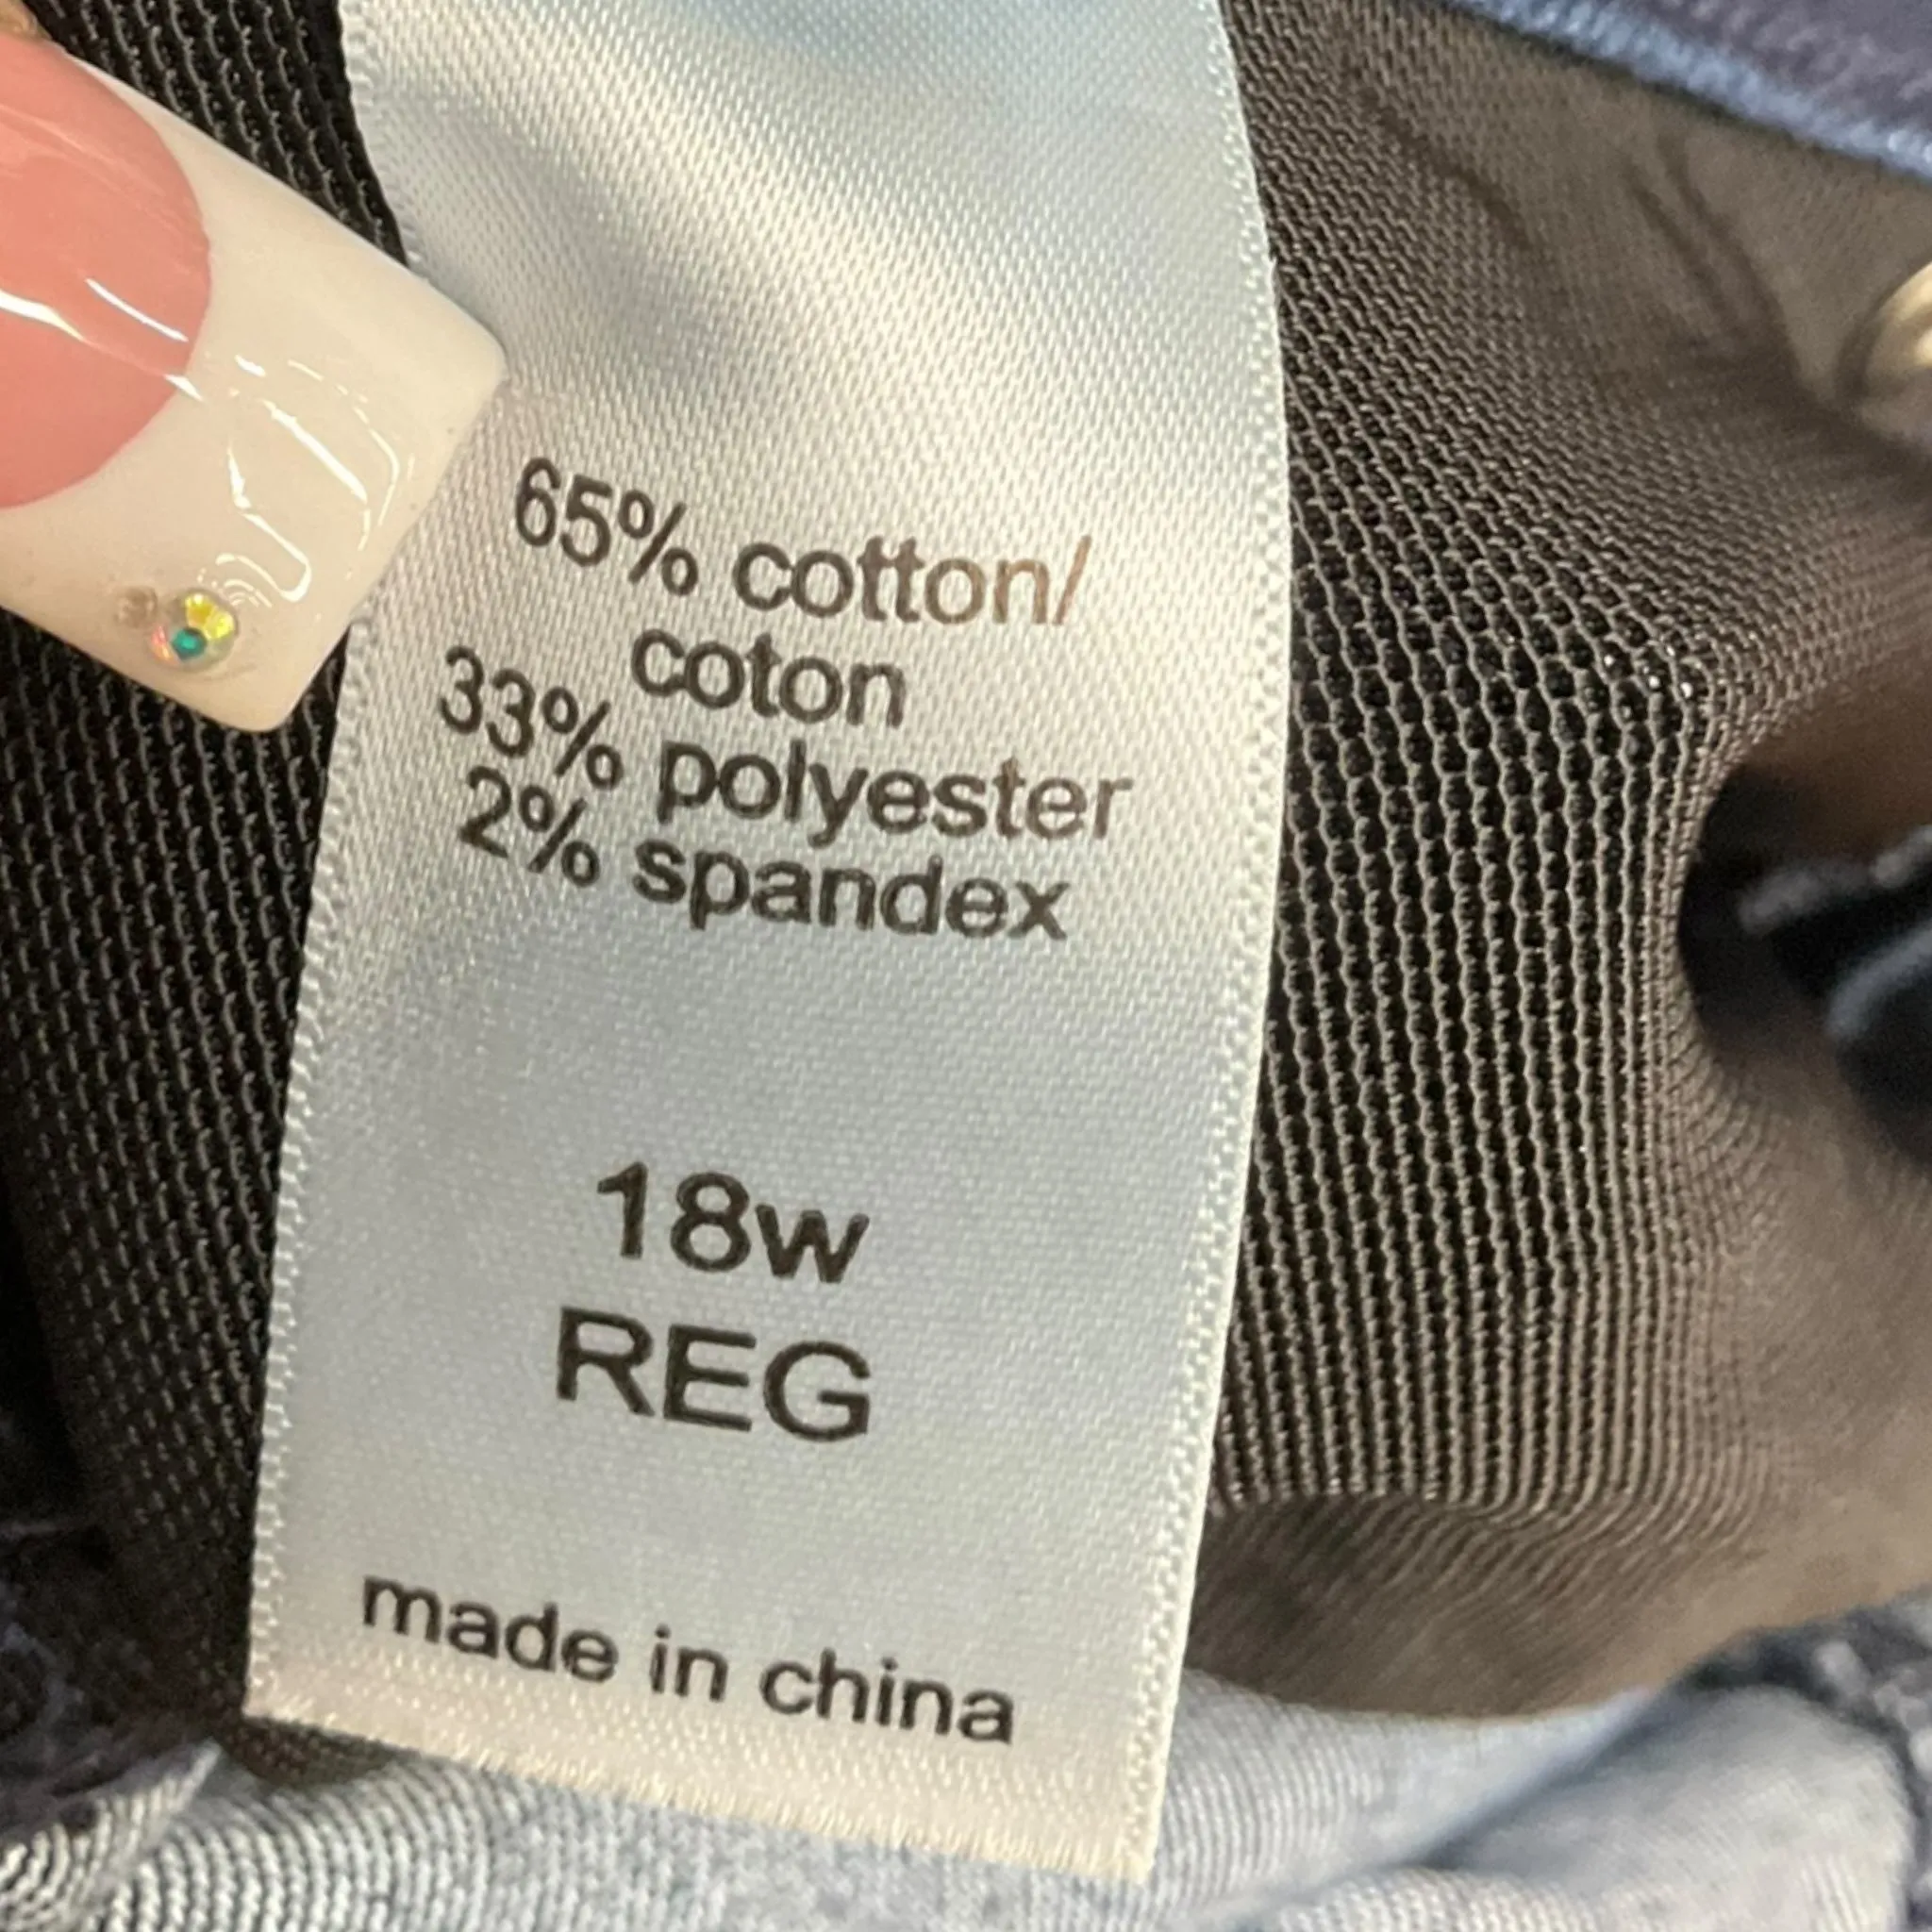 65% cotton/
coton
33% polyester
2% spandex
18w
REG
made in china